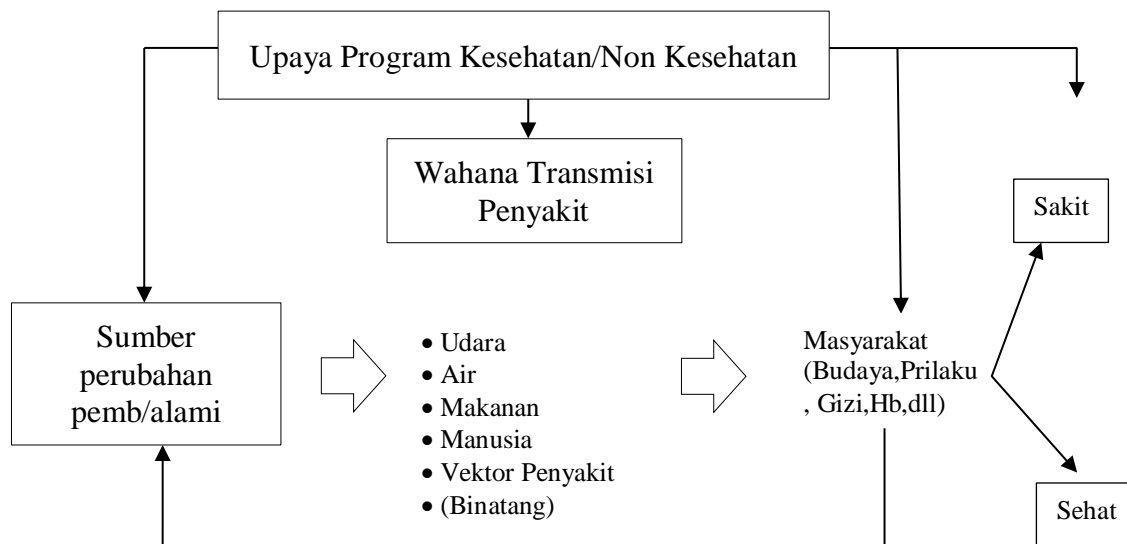 Upaya Program Kesehatan/Non Kesehatan
Wahana Transmisi
Penyakit
Sakit
Sumber
perubahan
pemb/alami
• Udara
• Air
• Makanan
• Manusia
• Vektor Penyakit
• (Binatang)
Masyarakat
(Budaya,Prilaku
, Gizi,Hb,dll)
Sehat